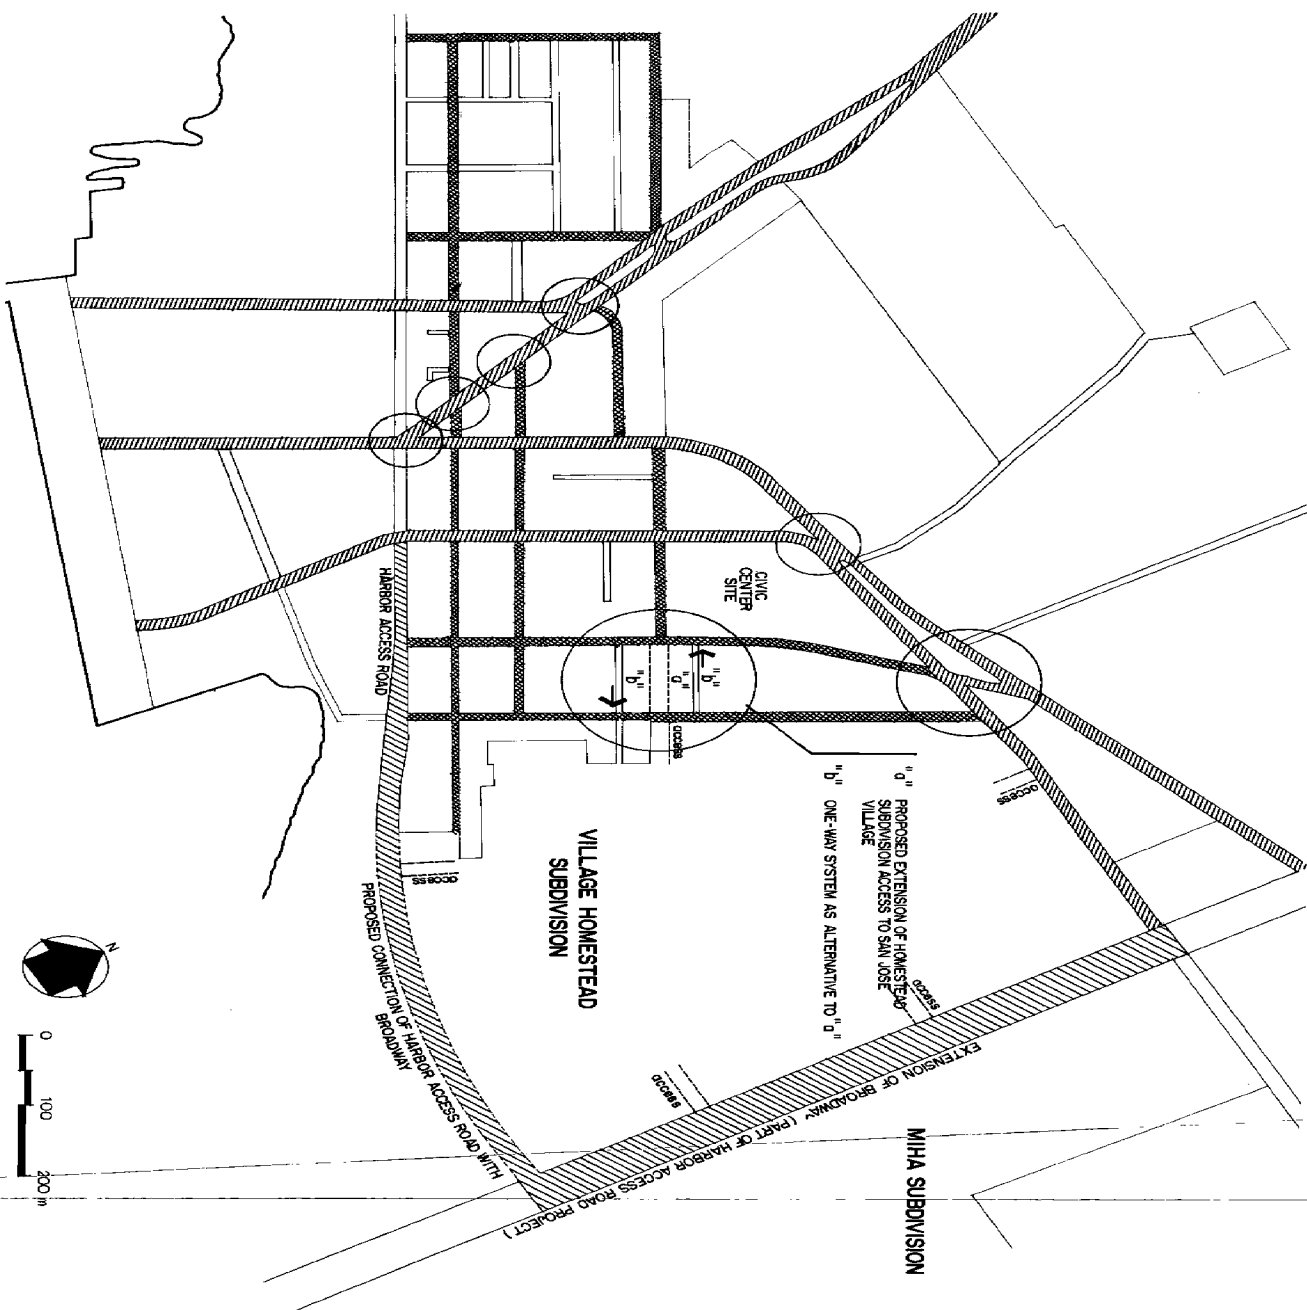 CIVIC
CENTER
SITE
HARBOR ACCESS ROAD
"b"
"a"
"b"
access
access
"a" PROPOSED EXTENSION OF HOMESTEAD
SUBDIVISION ACCESS TO SAN JOSE
VILLAGE
"b" ONE-WAY SYSTEM AS ALTERNATIVE TO "a"
VILLAGE HOMESTEAD
SUBDIVISION
access
PROPOSED CONNECTION OF HARBOR ACCESS ROAD WITH
BROADWAY
access
access
EXTENSION OF BROADWAY (PART OF HARBOR ACCESS ROAD PROJECT)
MIHA SUBDIVISION
N
0 100 200 m